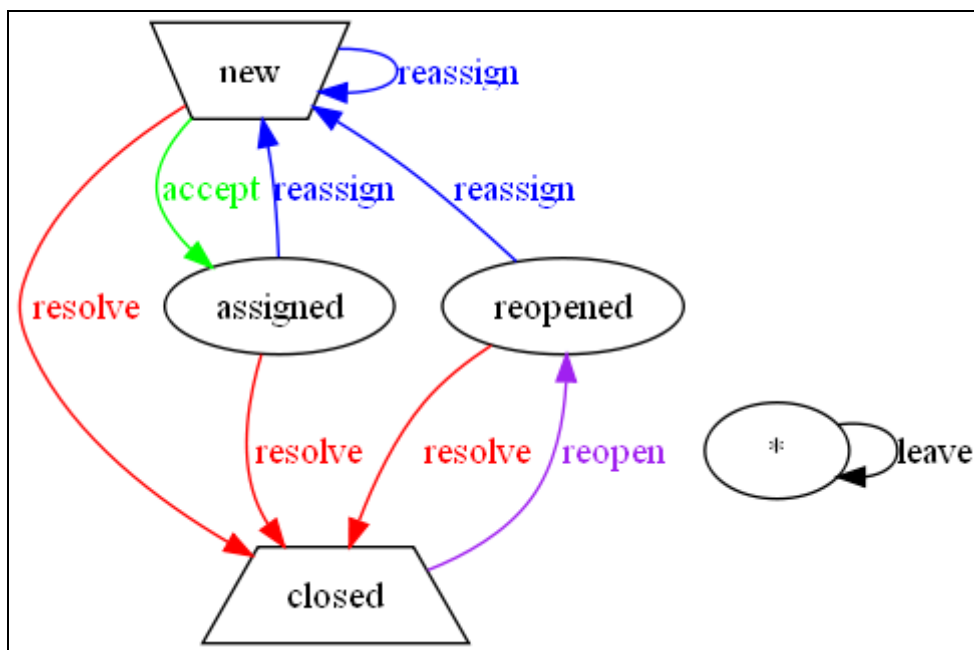 new
reassign
accept
reassign
reassign
resolve
assigned
reopened
resolve
resolve
reopen
*
leave
closed